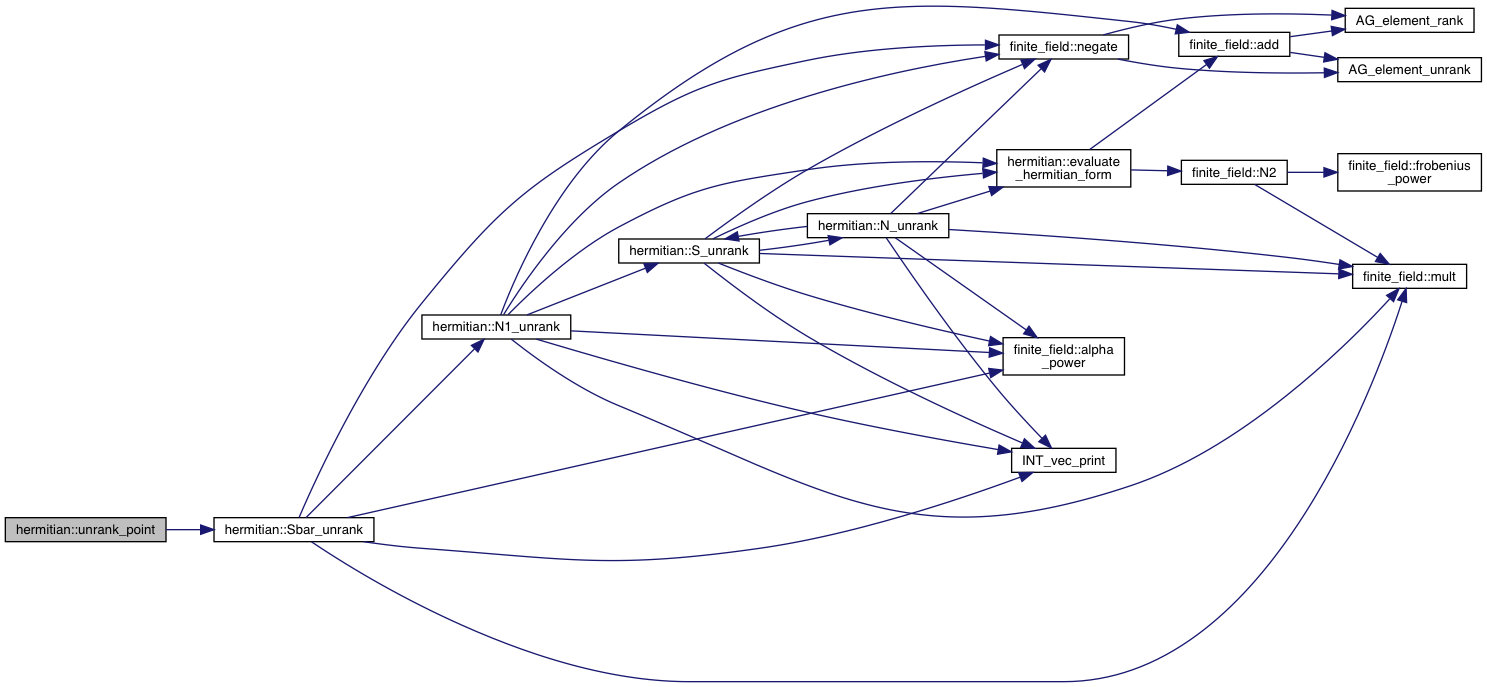 AG_element_rank
finite_field::negate
finite_field::add
AG_element_unrank
hermitian::evaluate
_hermitian_form
finite_field::N2
finite_field::frobenius
_power
hermitian::N_unrank
hermitian::S_unrank
finite_field::mult
hermitian::N1_unrank
finite_field::alpha
_power
INT_vec_print
hermitian::unrank_point
hermitian::Sbar_unrank